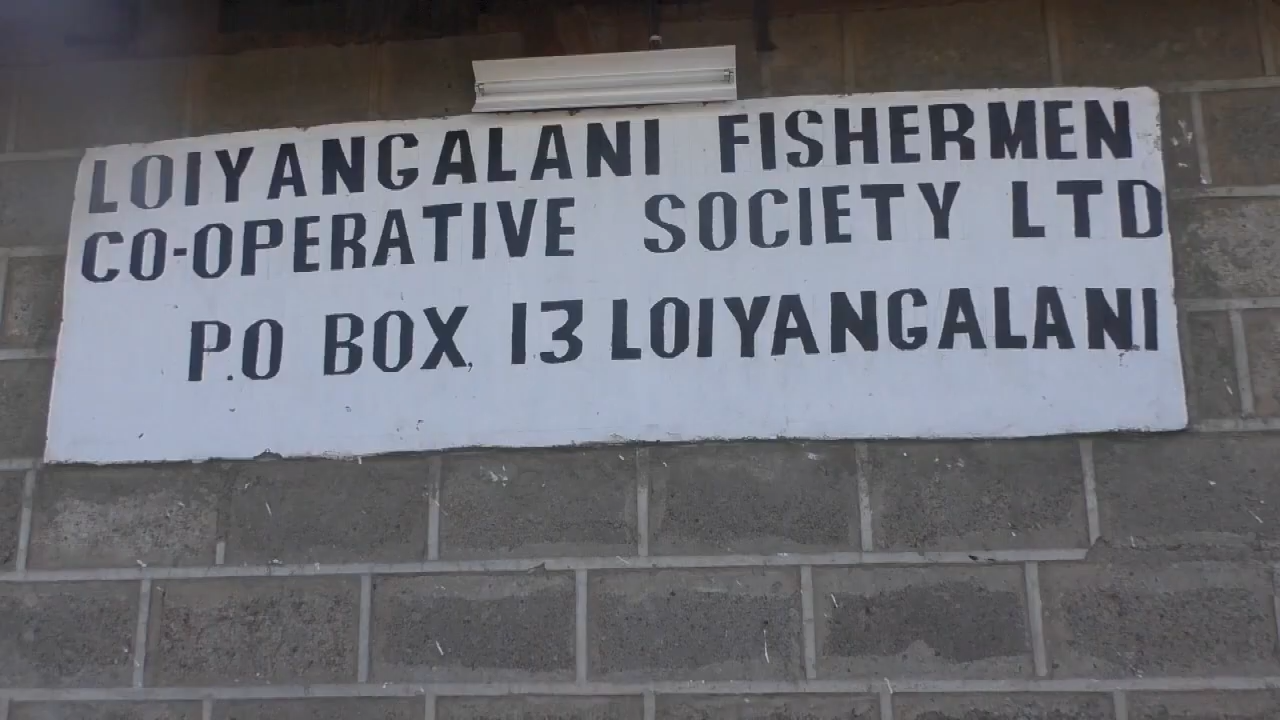 LOIYANGALANI FISHERMEN
CO-OPERATIVE SOCIETY LTD
P.O BOX. 13 LOIYANGALANI